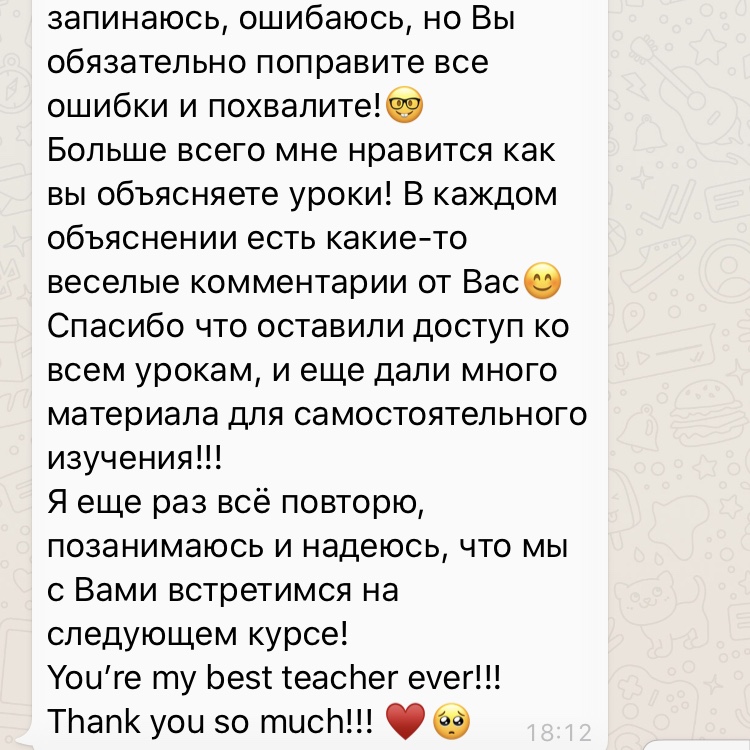 запинаюсь, ошибаюсь, но Вы
обязательно поправите все
ошибки и похвалите!🤓
Больше всего мне нравится как
вы объясняете уроки! В каждом
объяснении есть какие-то
веселые комментарии от Вас😊
Спасибо что оставили доступ ко
всем урокам, и еще дали много
материала для самостоятельного
изучения!!!
Я еще раз всё повторю,
позанимаюсь и надеюсь, что мы
с Вами встретимся на
следующем курсе!
You’re my best teacher ever!!!
Thank you so much!!! ❤️🥺
18:12